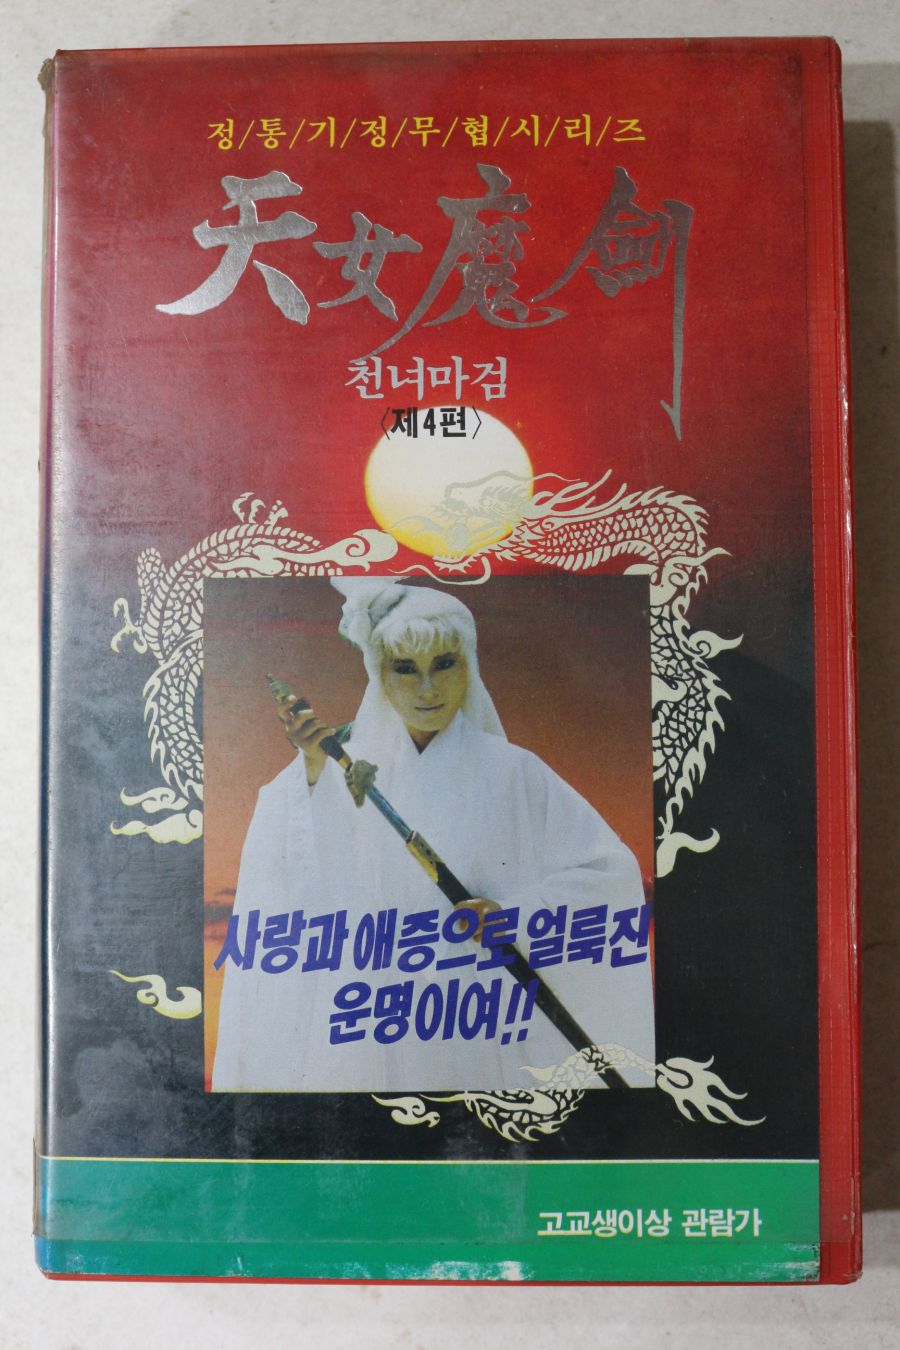 정/통/기/정/무/협/시/리/즈
天女魔劍
천녀마검
〈제4편〉
사랑과 애증으로 얼룩진
운명이여!!
고교생이상 관람가